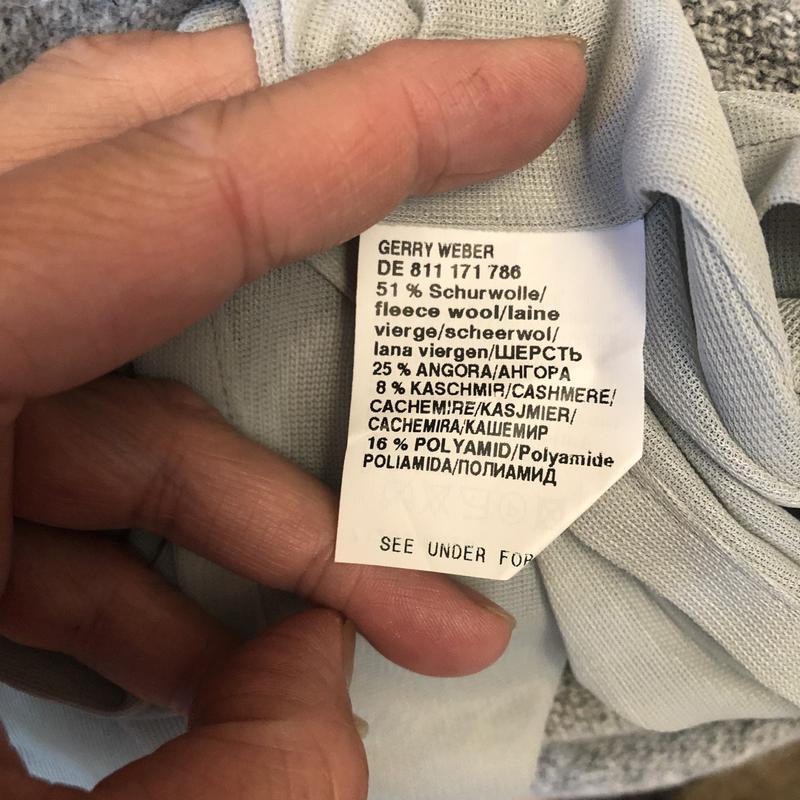 GERRY WEBER
DE 811 171 786
51 % Schurwolle/
fleece wool/laine
vierge/scheerwol/
lana viergen/ШЕРСТЬ
25 % ANGORA/АНГОРА
8 % KASCHMIR/CASHMERE/
CACHEMIRE/KASJMIER/
CACHEMIRA/КАШЕМИР
16 % POLYAMID/Polyamide
POLIAMIDA/ПОЛИАМИД
SEE UNDER FOR